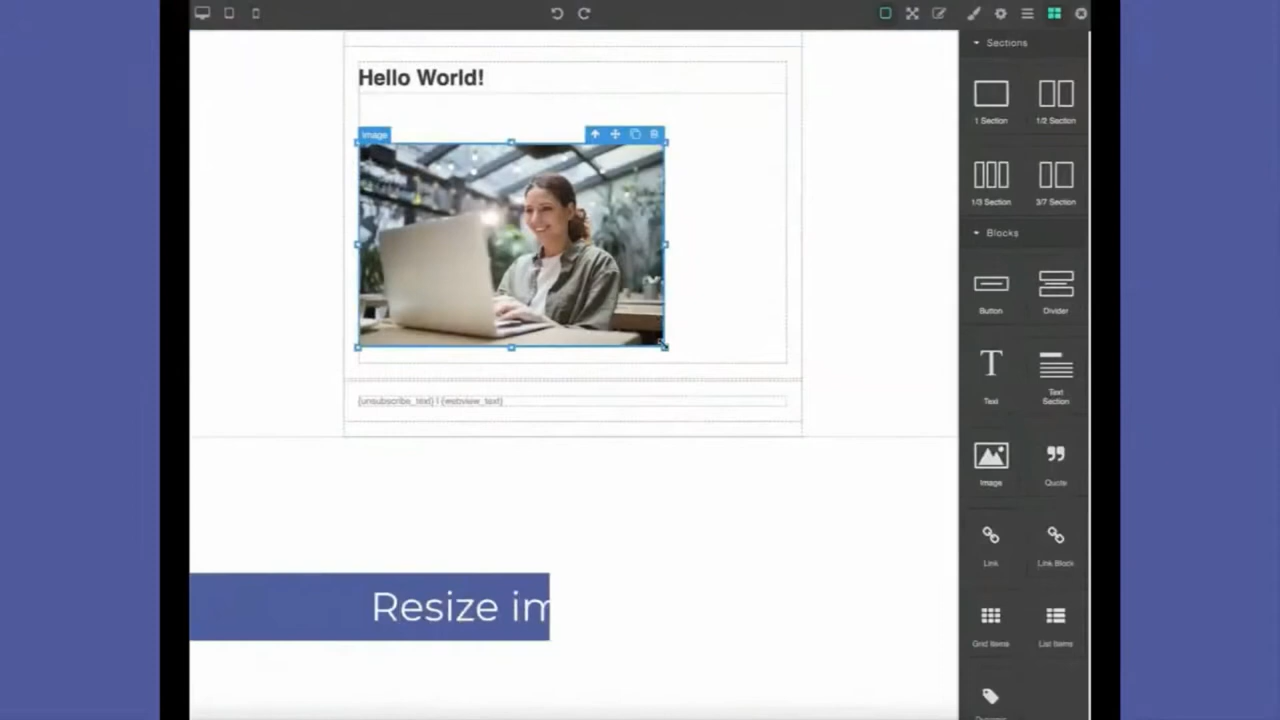 Sections
1 Section
1/2 Section
1/3 Section
3/7 Section
Blocks
Button
Divider
Text
Text Section
Image
Quote
Link
Link Block
Grid Items
List Items
Hello World!
Image
{unsubscribe_text} | {webview_text}
Resize im